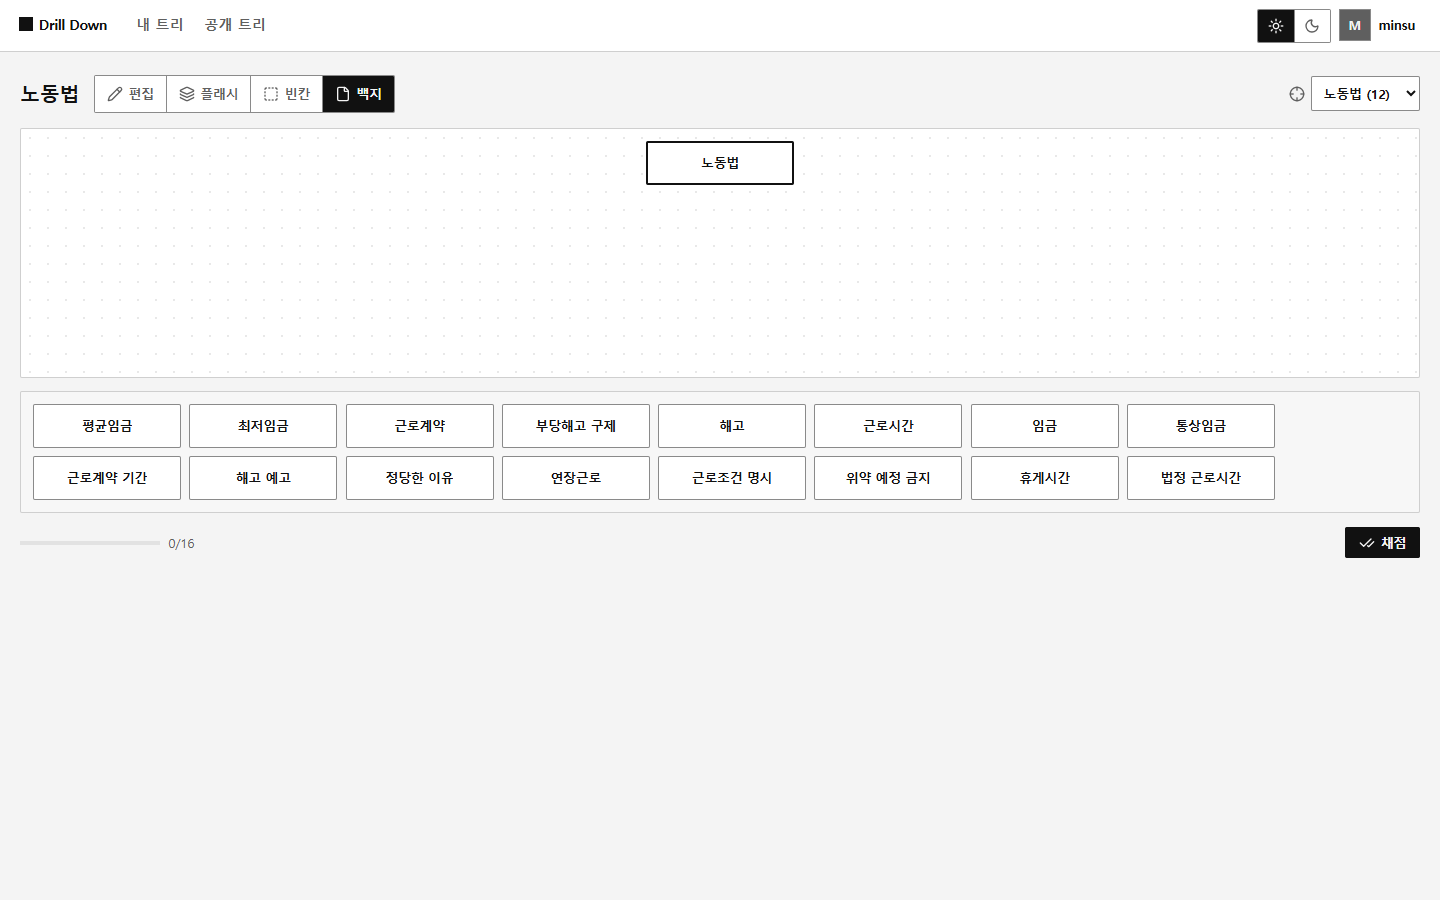 Drill Down 내 트리 공개 트리 M minsu
노동법 편집 플래시 빈칸 백지 노동법 (12)
노동법
평균임금 최저임금 근로계약 부당해고 구제 해고 근로시간 임금 통상임금
근로계약 기간 해고 예고 정당한 이유 연장근로 근로조건 명시 위약 예정 금지 휴게시간 법정 근로시간
0/16 채점